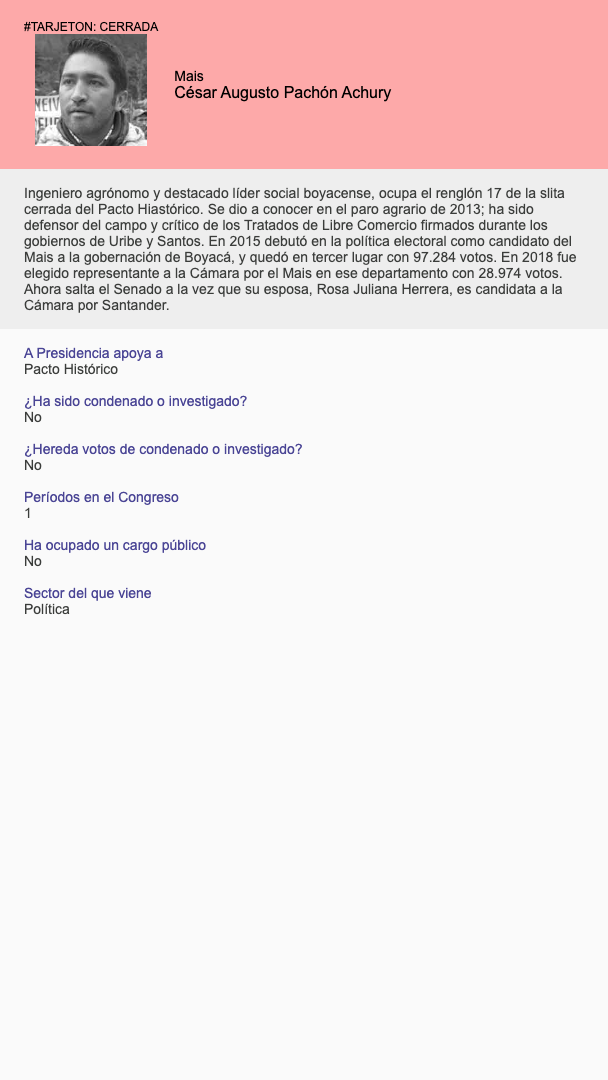 #TARJETON: CERRADA
Mais
César Augusto Pachón Achury
Ingeniero agrónomo y destacado líder social boyacense, ocupa el renglón 17 de la slita
cerrada del Pacto Hiastórico. Se dio a conocer en el paro agrario de 2013; ha sido
defensor del campo y crítico de los Tratados de Libre Comercio firmados durante los
gobiernos de Uribe y Santos. En 2015 debutó en la política electoral como candidato del
Mais a la gobernación de Boyacá, y quedó en tercer lugar con 97.284 votos. En 2018 fue
elegido representante a la Cámara por el Mais en ese departamento con 28.974 votos.
Ahora salta el Senado a la vez que su esposa, Rosa Juliana Herrera, es candidata a la
Cámara por Santander.
A Presidencia apoya a
Pacto Histórico
¿Ha sido condenado o investigado?
No
¿Hereda votos de condenado o investigado?
No
Períodos en el Congreso
1
Ha ocupado un cargo público
No
Sector del que viene
Política